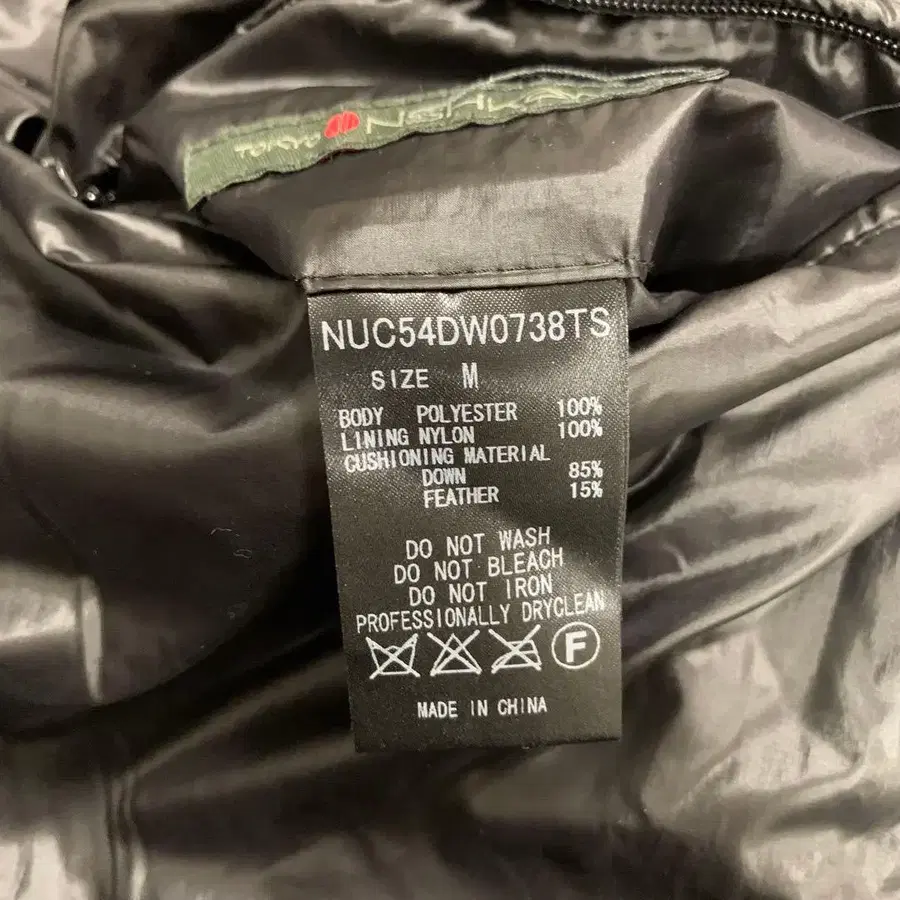 TOKYO
NUC54DW0738TS
SIZE M
BODY POLYESTER 100%
LINING NYLON 100%
CUSHIONING MATERIAL
DOWN 85%
FEATHER 15%
DO NOT WASH
DO NOT BLEACH
DO NOT IRON
PROFESSIONALLY DRYCLEAN
F
MADE IN CHINA